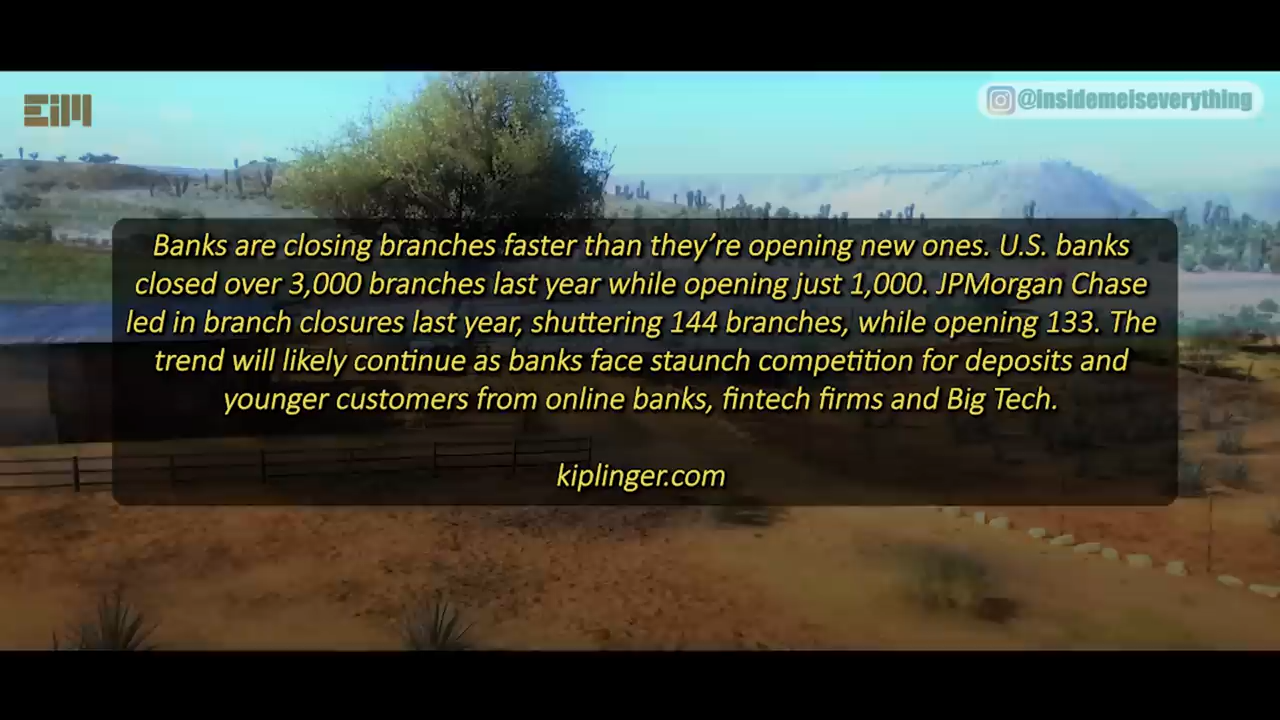 EiM
@insidemeiseverything
Banks are closing branches faster than they’re opening new ones. U.S. banks
closed over 3,000 branches last year while opening just 1,000. JPMorgan Chase
led in branch closures last year, shuttering 144 branches, while opening 133. The
trend will likely continue as banks face staunch competition for deposits and
younger customers from online banks, fintech firms and Big Tech.
kiplinger.com